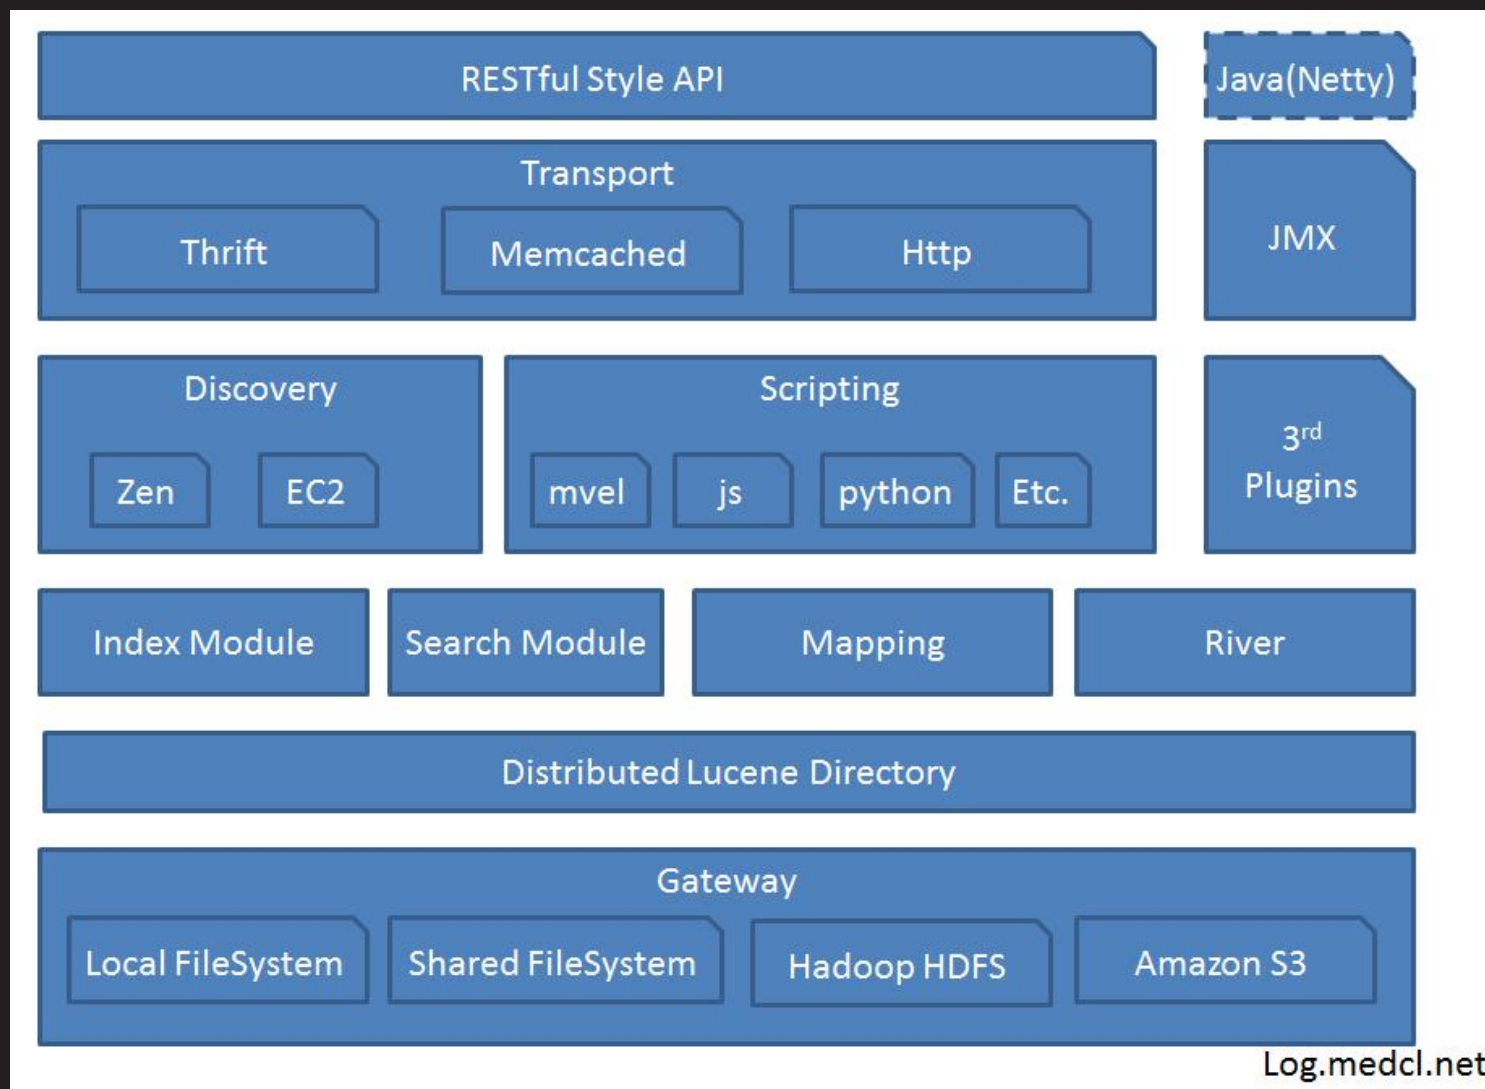 RESTful Style API
Java(Netty)
Transport
Thrift
Memcached
Http
JMX
Discovery
Zen
EC2
Scripting
mvel
js
python
Etc.
3rd
Plugins
Index Module
Search Module
Mapping
River
Distributed Lucene Directory
Gateway
Local FileSystem
Shared FileSystem
Hadoop HDFS
Amazon S3
Log.medcl.net